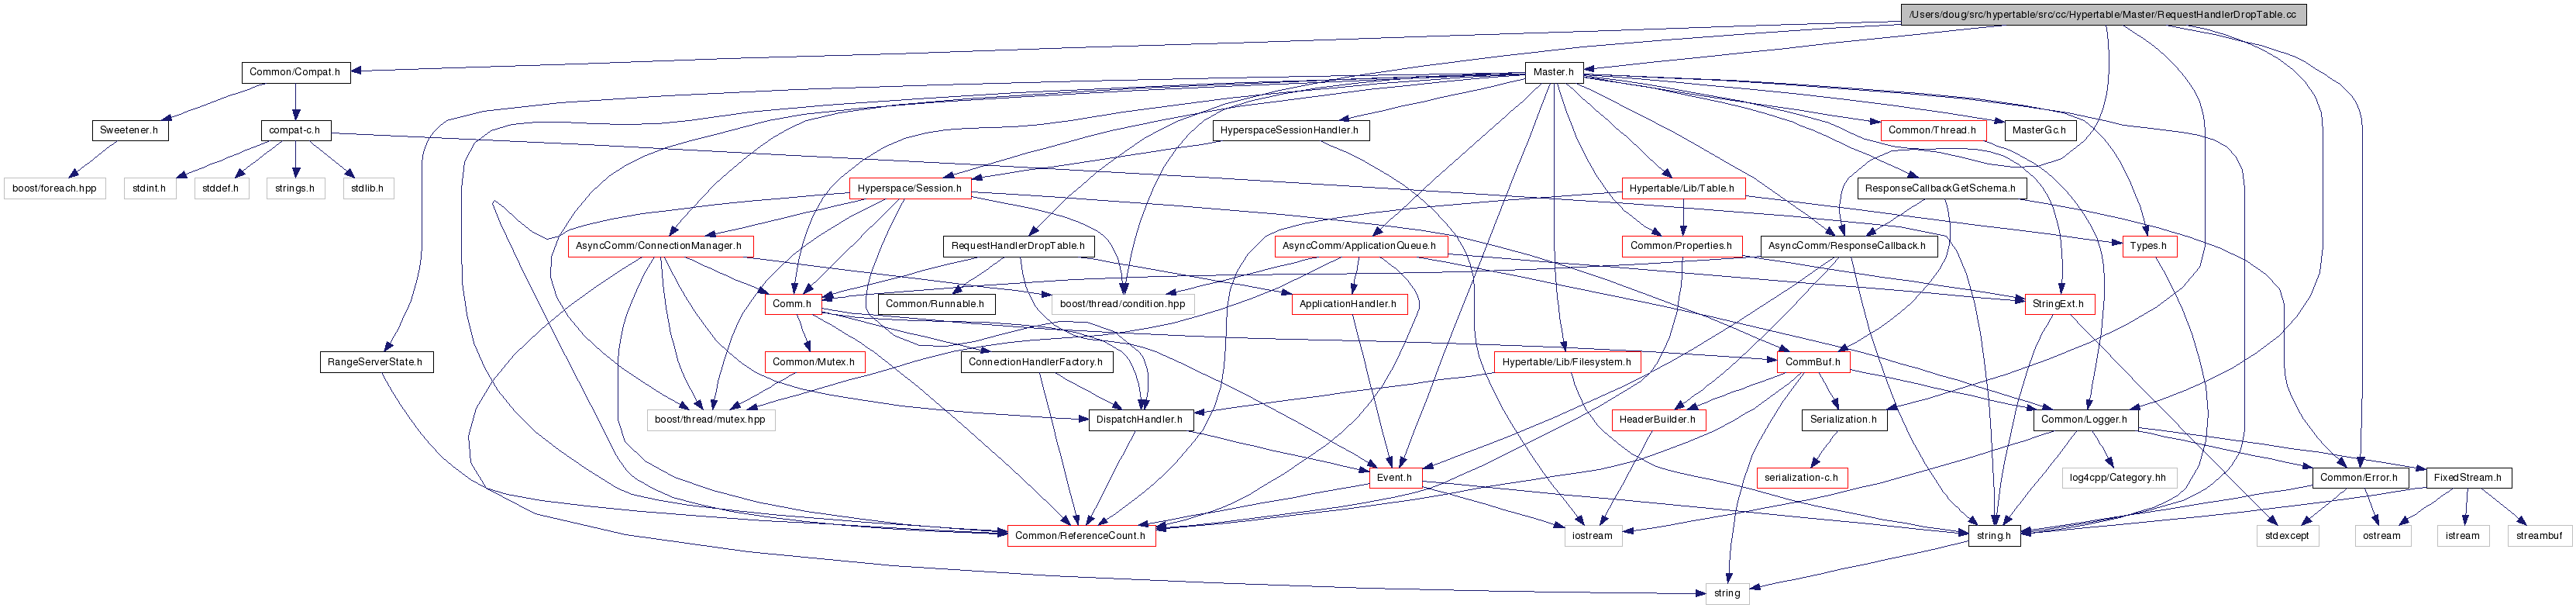 /Users/doug/src/hypertable/src/cc/Hypertable/Master/RequestHandlerDropTable.cc
Common/Compat.h
Master.h
Sweetener.h
compat-c.h
HyperspaceSessionHandler.h
Common/Thread.h
MasterGc.h
boost/foreach.hpp
stdint.h
stddef.h
strings.h
stdlib.h
Hyperspace/Session.h
Hypertable/Lib/Table.h
ResponseCallbackGetSchema.h
AsyncComm/ConnectionManager.h
RequestHandlerDropTable.h
AsyncComm/ApplicationQueue.h
Common/Properties.h
AsyncComm/ResponseCallback.h
Types.h
Comm.h
Common/Runnable.h
boost/thread/condition.hpp
ApplicationHandler.h
StringExt.h
RangeServerState.h
Common/Mutex.h
ConnectionHandlerFactory.h
Hypertable/Lib/Filesystem.h
CommBuf.h
boost/thread/mutex.hpp
DispatchHandler.h
HeaderBuilder.h
Serialization.h
Common/Logger.h
Event.h
serialization-c.h
log4cpp/Category.hh
Common/Error.h
FixedStream.h
Common/ReferenceCount.h
iostream
string.h
stdexcept
ostream
istream
streambuf
string